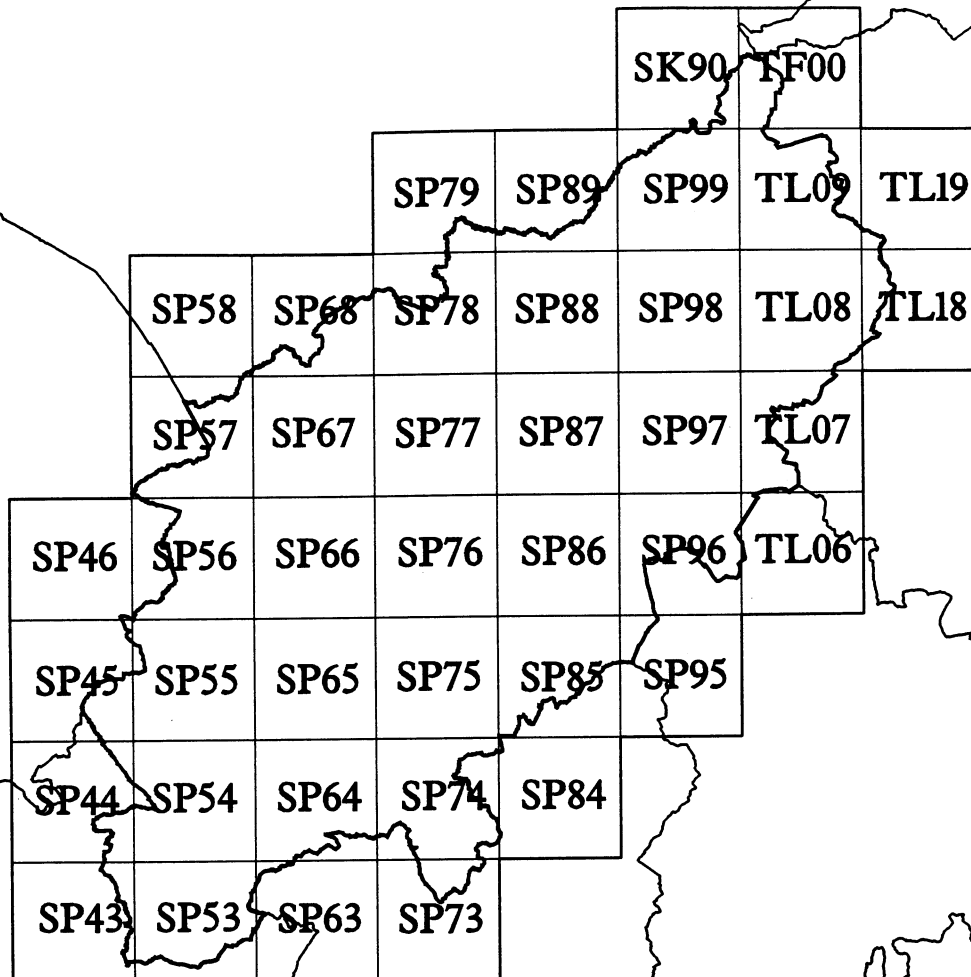 SK90 TF00
SP79 SP89 SP99 TL09 TL19
SP58 SP68 SP78 SP88 SP98 TL08 TL18
SP57 SP67 SP77 SP87 SP97 TL07
SP46 SP56 SP66 SP76 SP86 SP96 TL06
SP45 SP55 SP65 SP75 SP85 SP95
SP44 SP54 SP64 SP74 SP84
SP43 SP53 SP63 SP73